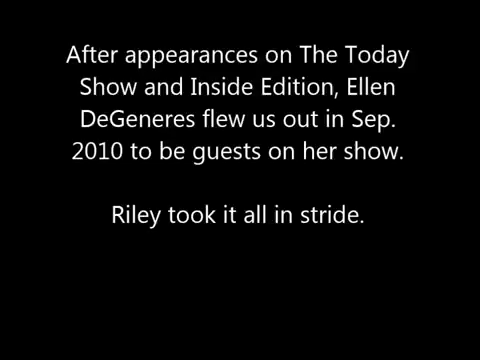 After appearances on The Today
Show and Inside Edition, Ellen
DeGeneres flew us out in Sep.
2010 to be guests on her show.
Riley took it all in stride.